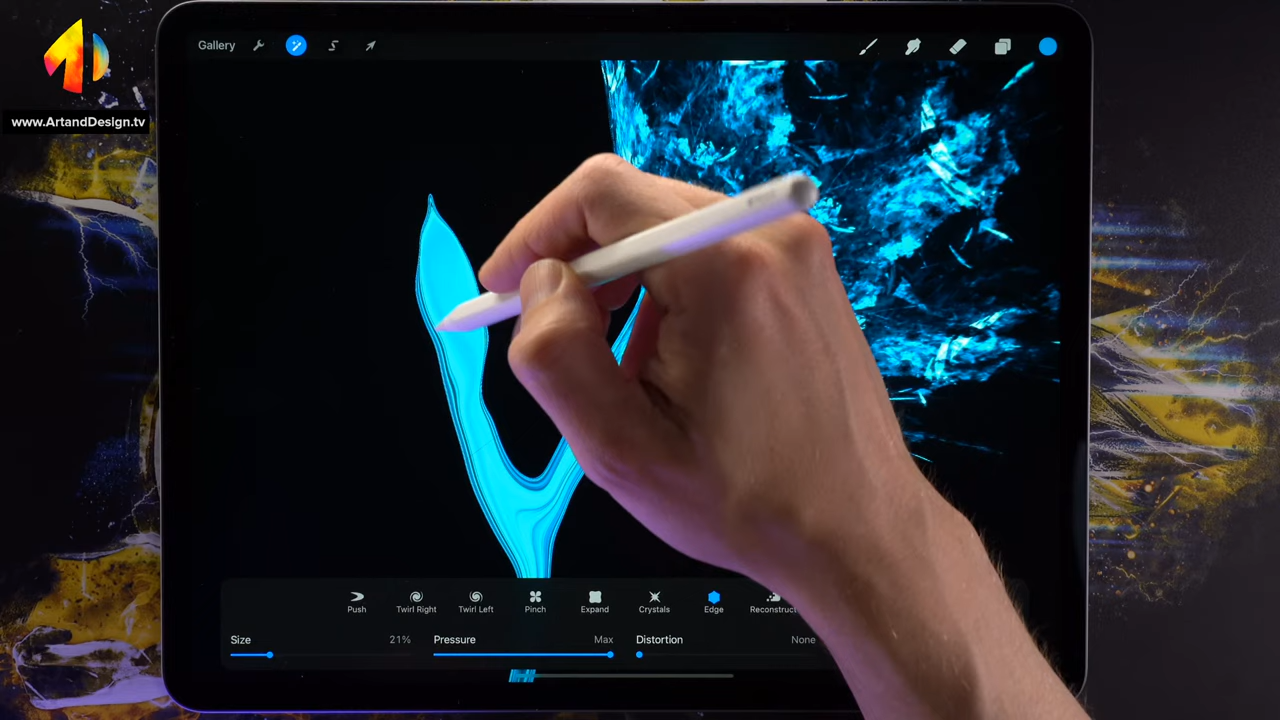 www.ArtandDesign.tv
Gallery
Push
Twirl Right
Twirl Left
Pinch
Expand
Crystals
Edge
Reconstruct
Size
21%
Pressure
Max
Distortion
None